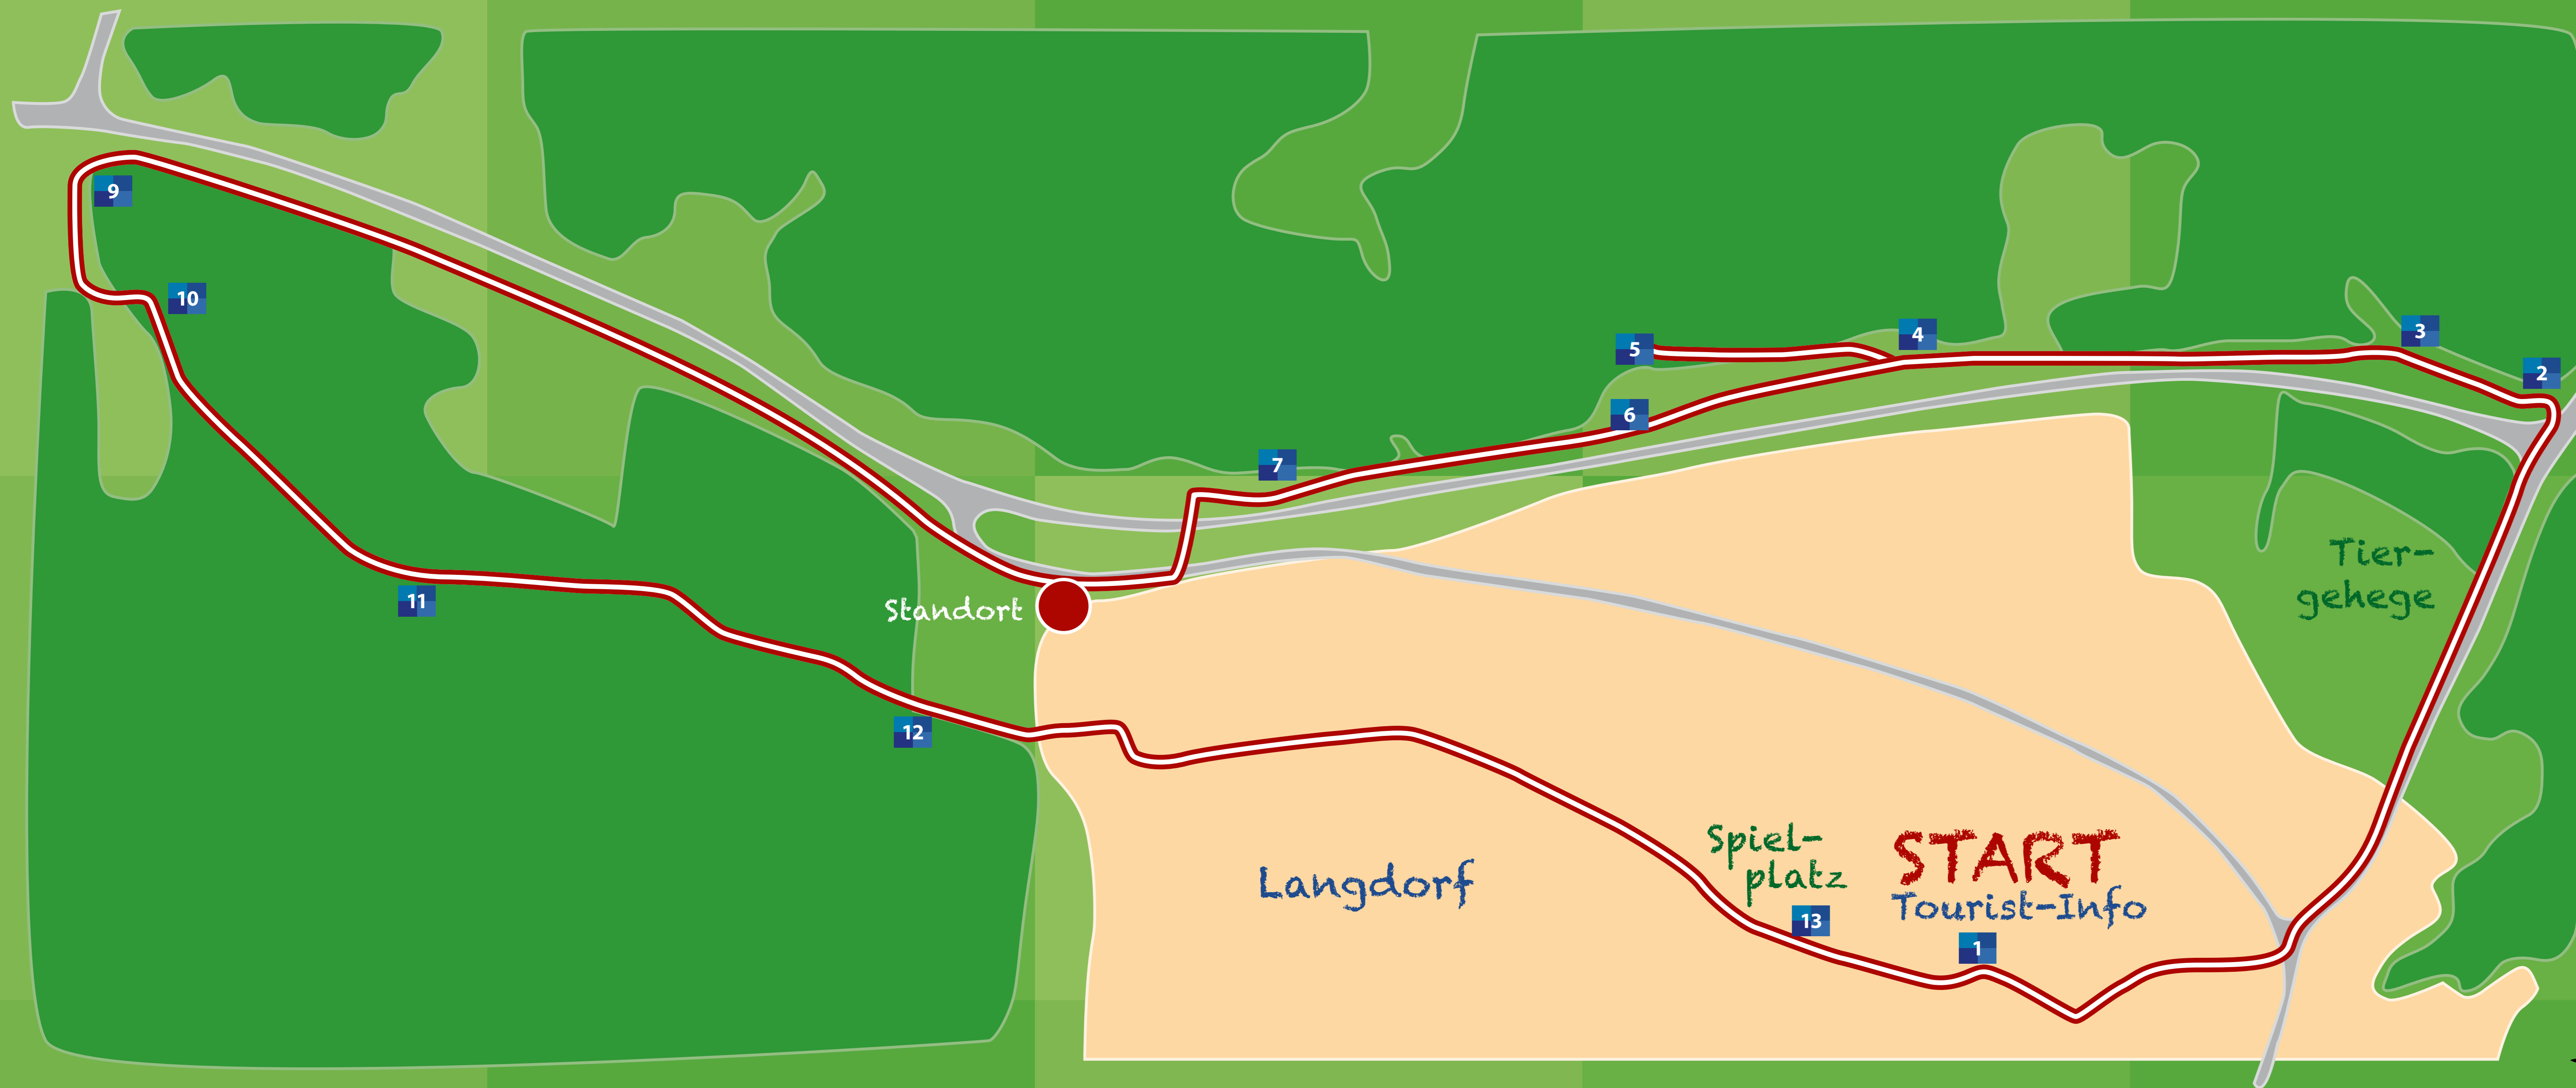 9
10
5
4
3
2
6
7
Tier-
gehege
11
Standort
12
Spiel-
platz
START
Tourist-Info
Langdorf
13
1